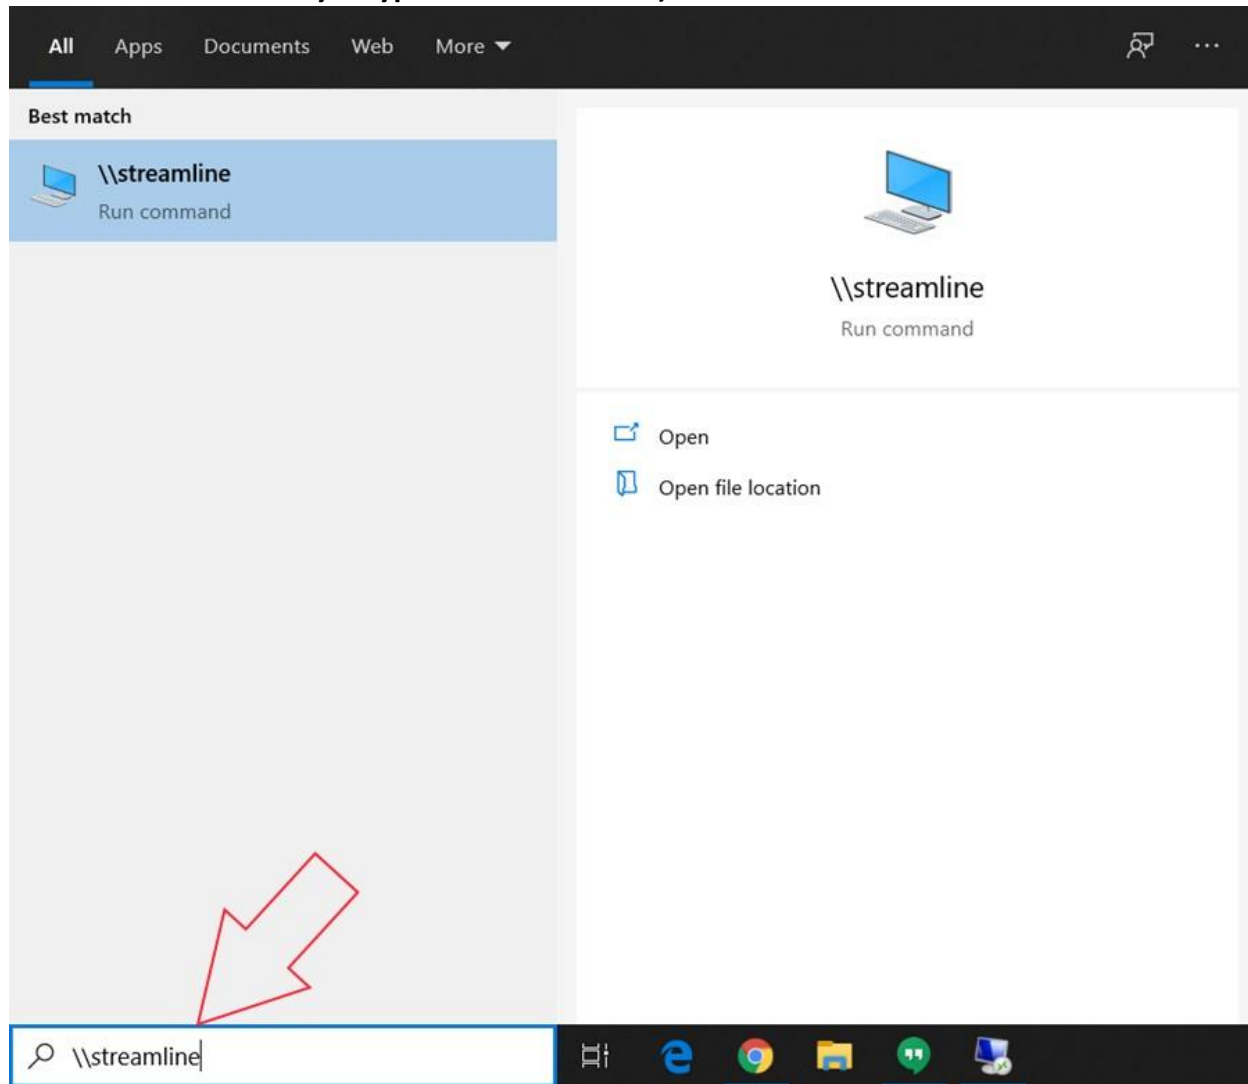 All Apps Documents Web More
Best match
\\streamline
Run command
\\streamline
Run command
Open
Open file location
\\streamline